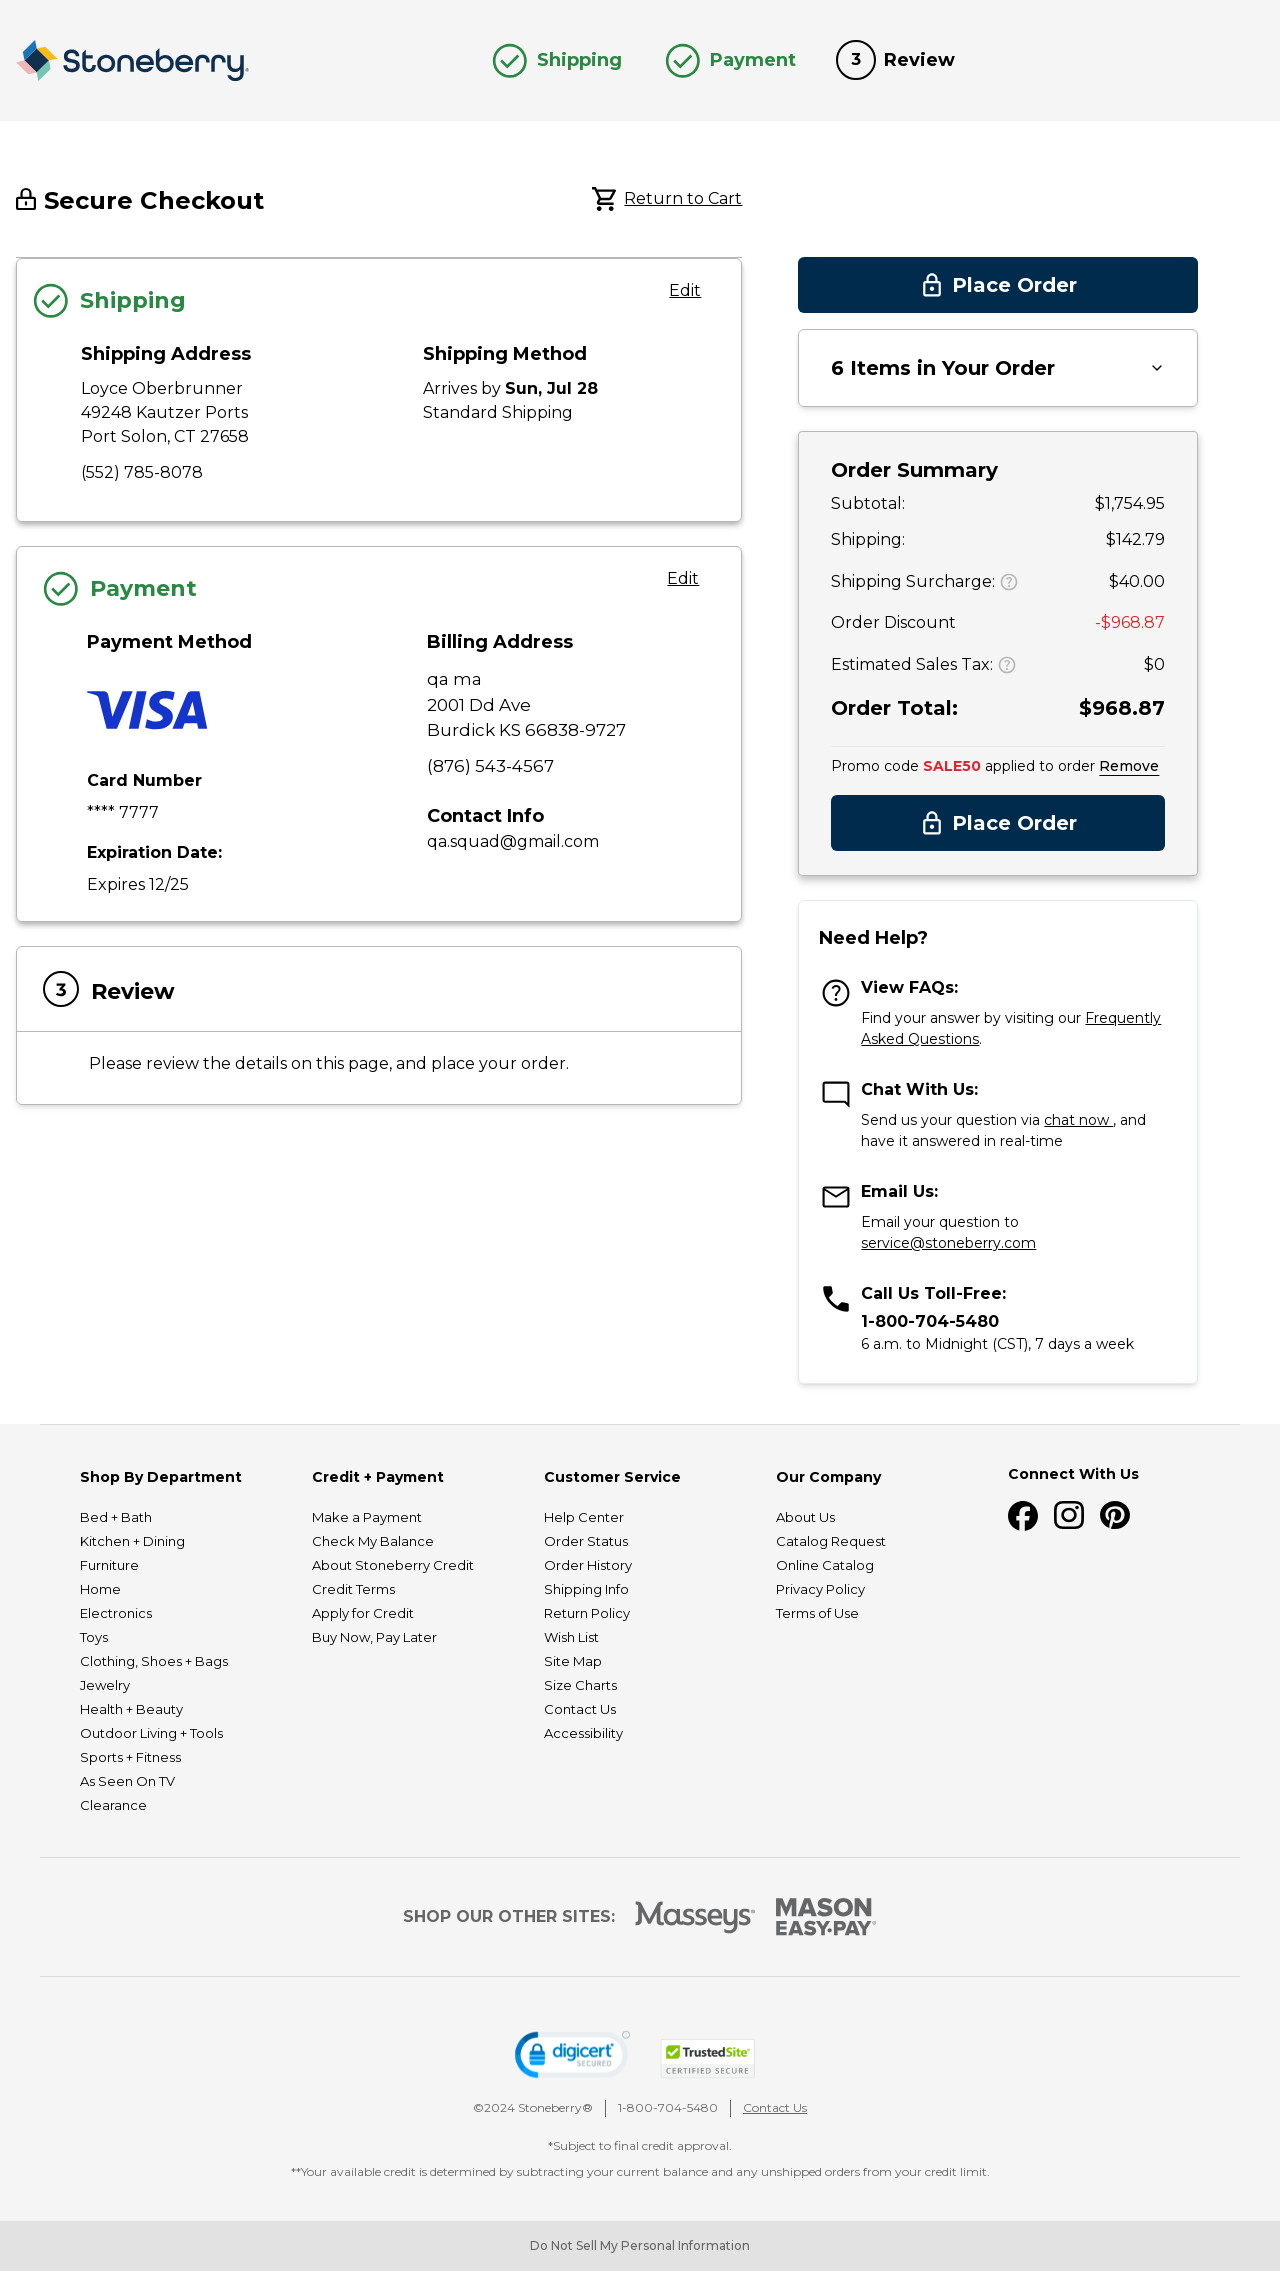 Stoneberry®
Shipping
Payment
3 Review
Secure Checkout
Return to Cart
Shipping
Edit
Shipping Address
Loyce Oberbrunner
49248 Kautzer Ports
Port Solon, CT 27658
(552) 785-8078
Shipping Method
Arrives by Sun, Jul 28
Standard Shipping
Payment
Edit
Payment Method
VISA
Card Number
**** 7777
Expiration Date:
Expires 12/25
Billing Address
qa ma
2001 Dd Ave
Burdick KS 66838-9727
(876) 543-4567
Contact Info
qa.squad@gmail.com
3 Review
Please review the details on this page, and place your order.
Place Order
6 Items in Your Order
Order Summary
Subtotal: $1,754.95
Shipping: $142.79
Shipping Surcharge: ? $40.00
Order Discount -$968.87
Estimated Sales Tax: ? $0
Order Total: $968.87
Promo code SALE50 applied to order Remove
Place Order
Need Help?
View FAQs:
Find your answer by visiting our Frequently
Asked Questions.
Chat With Us:
Send us your question via chat now , and
have it answered in real-time
Email Us:
Email your question to
service@stoneberry.com
Call Us Toll-Free:
1-800-704-5480
6 a.m. to Midnight (CST), 7 days a week
Shop By Department
Bed + Bath
Kitchen + Dining
Furniture
Home
Electronics
Toys
Clothing, Shoes + Bags
Jewelry
Health + Beauty
Outdoor Living + Tools
Sports + Fitness
As Seen On TV
Clearance
Credit + Payment
Make a Payment
Check My Balance
About Stoneberry Credit
Credit Terms
Apply for Credit
Buy Now, Pay Later
Customer Service
Help Center
Order Status
Order History
Shipping Info
Return Policy
Wish List
Site Map
Size Charts
Contact Us
Accessibility
Our Company
About Us
Catalog Request
Online Catalog
Privacy Policy
Terms of Use
Connect With Us
SHOP OUR OTHER SITES:
Masseys
MASON
EASY•PAY®
digicert
SECURED
TrustedSite
CERTIFIED SECURE
©2024 Stoneberry® | 1-800-704-5480 | Contact Us
*Subject to final credit approval.
**Your available credit is determined by subtracting your current balance and any unshipped orders from your credit limit.
Do Not Sell My Personal Information